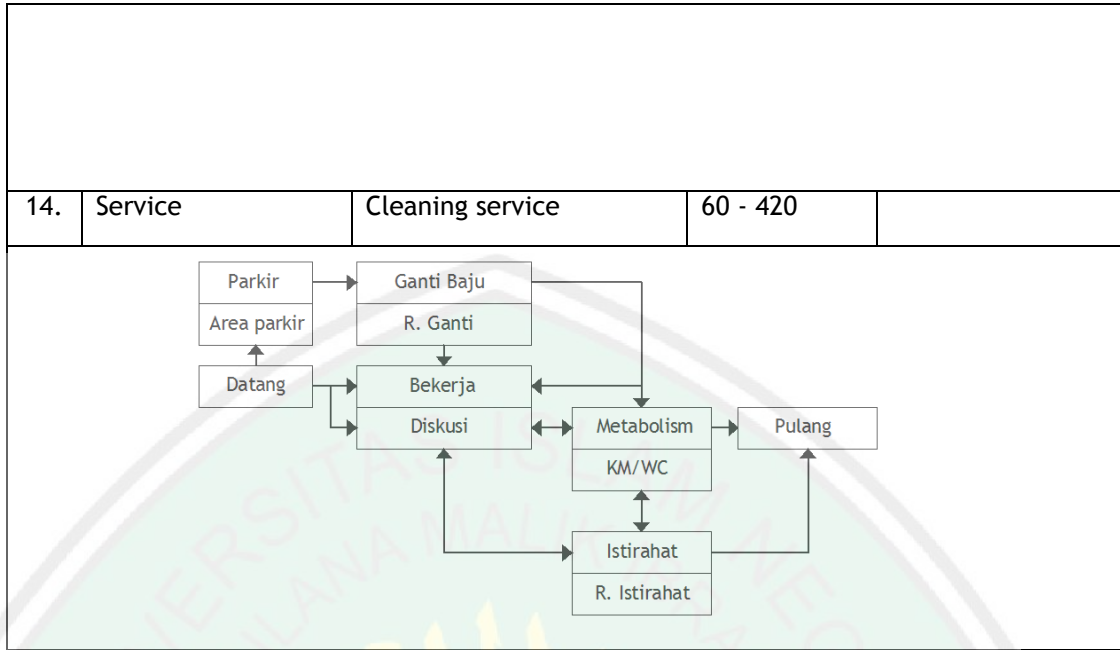 14. Service Cleaning service 60 - 420
Parkir
Area parkir
Ganti Baju
R. Ganti
Datang
Bekerja
Diskusi
Metabolism
KM/WC
Pulang
Istirahat
R. Istirahat